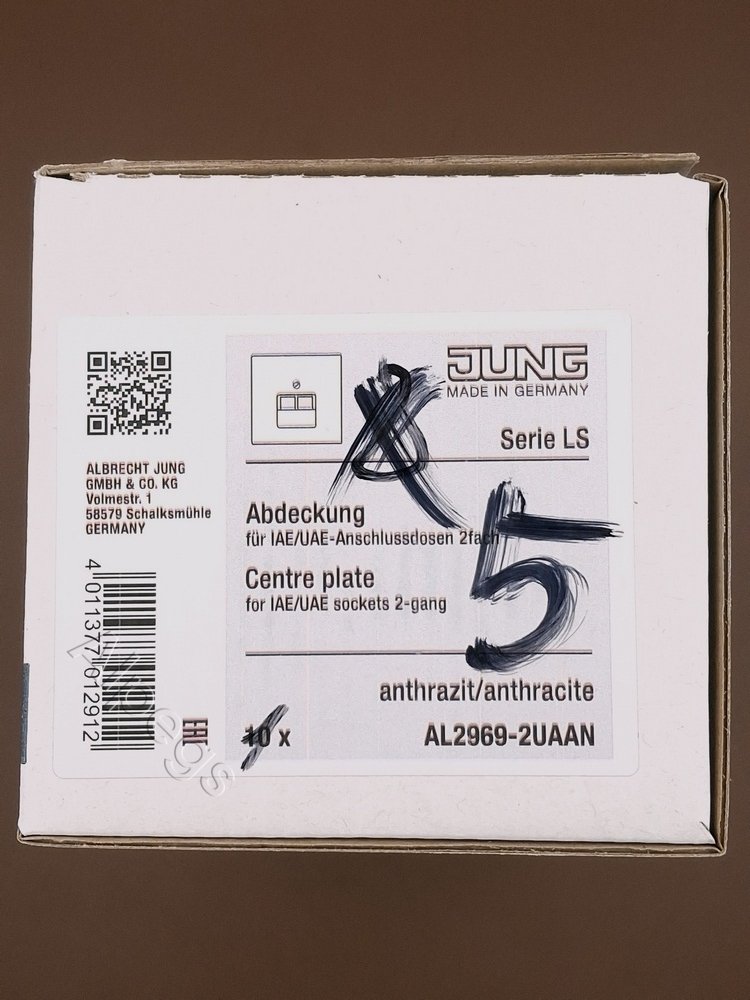 JUNG
MADE IN GERMANY
Serie LS
ALBRECHT JUNG
GMBH & CO. KG
Volmestr. 1
58579 Schalksmühle
GERMANY
Abdeckung
für IAE/UAE-Anschlussdosen 2fach
Centre plate
for IAE/UAE sockets 2-gang
5
anthrazit/anthracite
10 x
AL2969-2UAAN
4 011377 012912
EAC